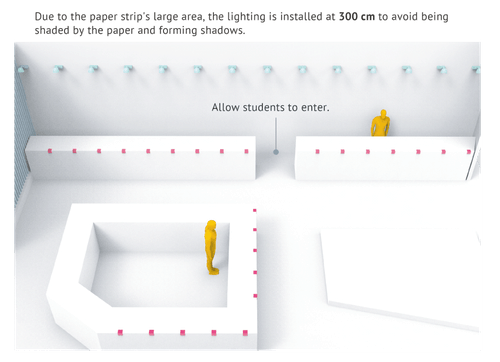 Due to the paper strip's large area, the lighting is installed at 300 cm to avoid being
shaded by the paper and forming shadows.
Allow students to enter.